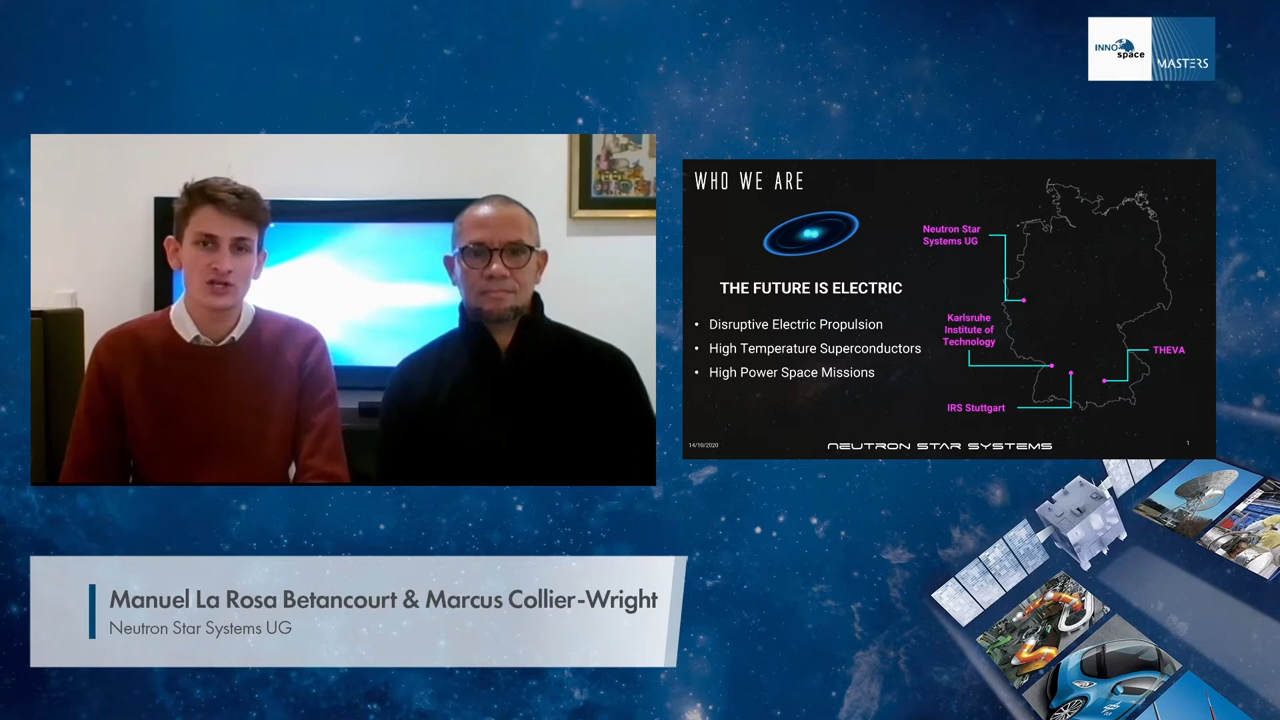 INNO
space
MASTERS
WHO WE ARE
THE FUTURE IS ELECTRIC
• Disruptive Electric Propulsion
• High Temperature Superconductors
• High Power Space Missions
Neutron Star
Systems UG
Karlsruhe
Institute of
Technology
THEVA
IRS Stuttgart
14/10/2020
NEUTRON STAR SYSTEMS
1
Manuel La Rosa Betancourt & Marcus Collier-Wright
Neutron Star Systems UG